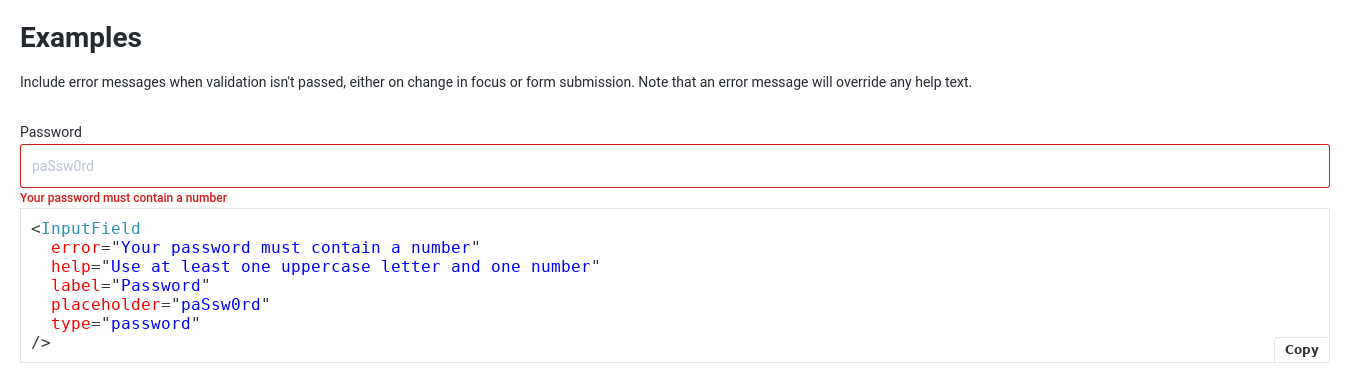 Examples
Include error messages when validation isn't passed, either on change in focus or form submission. Note that an error message will override any help text.
Password
paSsw0rd
Your password must contain a number
<InputField
  error="Your password must contain a number"
  help="Use at least one uppercase letter and one number"
  label="Password"
  placeholder="paSsw0rd"
  type="password"
/>
Copy